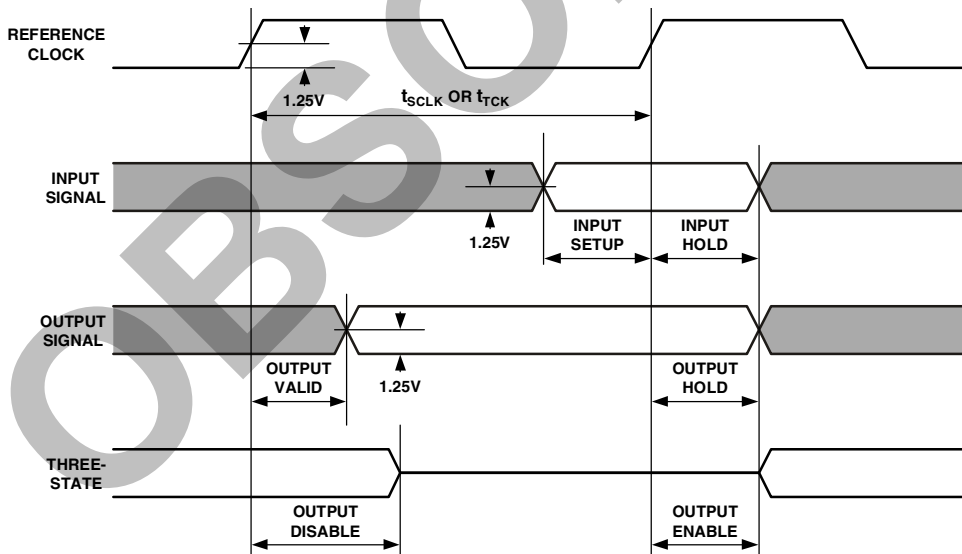 REFERENCE
CLOCK
1.25V
tSCLK OR tTCK
INPUT
SIGNAL
1.25V
INPUT
SETUP
INPUT
HOLD
OUTPUT
SIGNAL
OUTPUT
VALID
1.25V
OUTPUT
HOLD
THREE-
STATE
OUTPUT
DISABLE
OUTPUT
ENABLE
OBSO